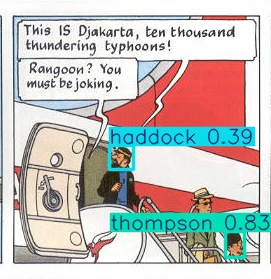 This IS Djakarta, ten thousand
thundering typhoons!
Rangoon? You
must be joking.
haddock 0.39
thompson 0.83